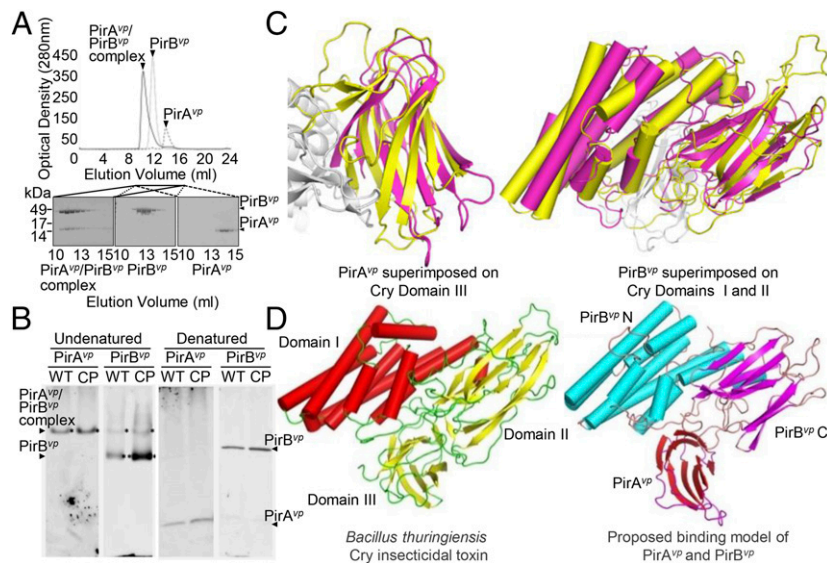 A
PirA^vp/
PirB^vp
complex
PirB^vp
PirA^vp
Optical Density (280nm)
450
350
250
150
50
0 4 8 12 16 20 24
Elution Volume (ml)
kDa
49
17
14
PirB^vp
PirA^vp
10 13 15 10 13 15 10 13 15
PirA^vp/PirB^vp PirB^vp PirA^vp
complex
Elution Volume (ml)
B
Undenatured Denatured
PirA^vp PirB^vp PirA^vp PirB^vp
WT CP WT CP WT CP WT CP
PirA^vp/
PirB^vp
complex
PirB^vp
PirB^vp
PirA^vp
C
PirA^vp superimposed on
Cry Domain III
PirB^vp superimposed on
Cry Domains I and II
D
Domain I
Domain II
Domain III
Bacillus thuringiensis
Cry insecticidal toxin
PirB^vp N
PirB^vp C
PirA^vp
Proposed binding model of
PirA^vp and PirB^vp